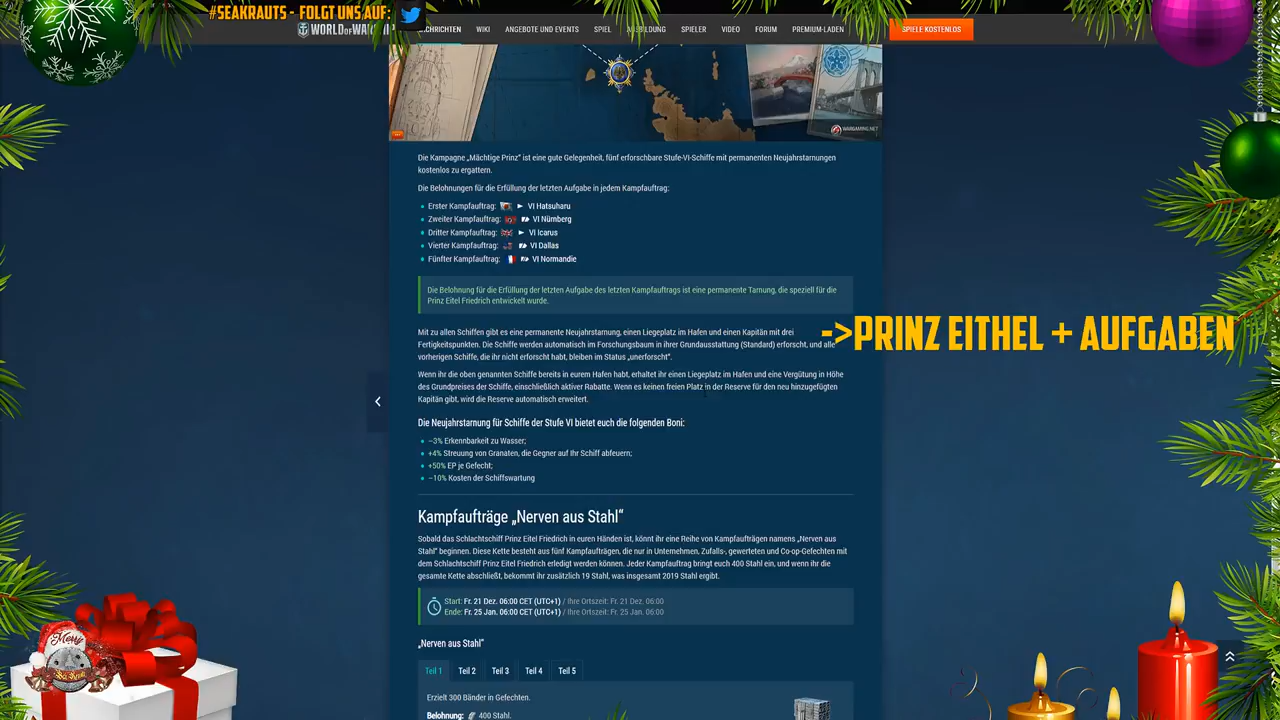 #SEAKRAUTS - FOLGT UNS AUF:
NACHRICHTEN WIKI ANGEBOTE UND EVENTS SPIEL AUSBILDUNG SPIELER VIDEO FORUM PREMIUM-LADEN SPIELE KOSTENLOS
WARGAMING.NET
Die Kampagne „Mächtige Prinz" ist eine gute Gelegenheit, fünf erforschbare Stufe-VI-Schiffe mit permanenten Neujahrstarnungen
kostenlos zu ergattern.
Die Belohnungen für die Erfüllung der letzten Aufgabe in jedem Kampfauftrag:
Erster Kampfauftrag: VI Hatsuharu
Zweiter Kampfauftrag: VI Nürnberg
Dritter Kampfauftrag: VI Icarus
Vierter Kampfauftrag: VI Dallas
Fünfter Kampfauftrag: VI Normandie
Die Belohnung für die Erfüllung der letzten Aufgabe des letzten Kampfauftrags ist eine permanente Tarnung, die speziell für die
Prinz Eitel Friedrich entwickelt wurde.
->PRINZ EITHEL + AUFGABEN
Mit zu allen Schiffen gibt es eine permanente Neujahrstarnung, einen Liegeplatz im Hafen und einen Kapitän mit drei
Fertigkeitspunkten. Die Schiffe werden automatisch im Forschungsbaum in ihrer Grundausstattung (Standard) erforscht, und alle
vorherigen Schiffe, die ihr nicht erforscht habt, bleiben im Status „unerforscht".
Wenn ihr die oben genannten Schiffe bereits in eurem Hafen habt, erhaltet ihr einen Liegeplatz im Hafen und eine Vergütung in Höhe
des Grundpreises der Schiffe, einschließlich aktiver Rabatte. Wenn es keinen freien Platz in der Reserve für den neu hinzugefügten
Kapitän gibt, wird die Reserve automatisch erweitert.
Die Neujahrstarnung für Schiffe der Stufe VI bietet euch die folgenden Boni:
−3% Erkennbarkeit zu Wasser;
+4% Streuung von Granaten, die Gegner auf Ihr Schiff abfeuern;
+50% EP je Gefecht;
−10% Kosten der Schiffswartung
Kampfaufträge „Nerven aus Stahl"
Sobald das Schlachtschiff Prinz Eitel Friedrich in euren Händen ist, könnt ihr eine Reihe von Kampfaufträgen namens „Nerven aus
Stahl" beginnen. Diese Kette besteht aus fünf Kampfaufträgen, die nur in Unternehmen, Zufalls-, gewerteten und Co-op-Gefechten mit
dem Schlachtschiff Prinz Eitel Friedrich erledigt werden können. Jeder Kampfauftrag bringt euch 400 Stahl ein, und wenn ihr die
gesamte Kette abschließt, bekommt ihr zusätzlich 19 Stahl, was insgesamt 2019 Stahl ergibt.
Start: Fr. 21 Dez. 06:00 CET (UTC+1) / Ihre Ortszeit: Fr. 21 Dez. 06:00
Ende: Fr. 25 Jan. 06:00 CET (UTC+1) / Ihre Ortszeit: Fr. 25 Jan. 06:00
„Nerven aus Stahl"
Teil 1 Teil 2 Teil 3 Teil 4 Teil 5
Erzielt 300 Bänder in Gefechten.
Belohnung: 400 Stahl.
Merry